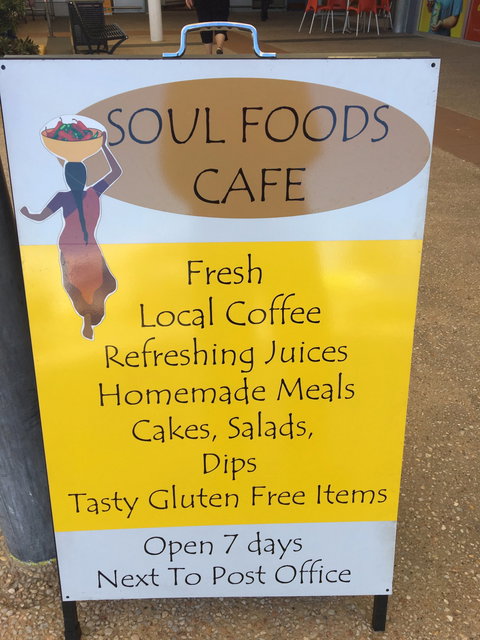 SOUL FOODS
CAFE
Fresh
Local Coffee
Refreshing Juices
Homemade Meals
Cakes, Salads,
Dips
Tasty Gluten Free Items
Open 7 days
Next To Post Office